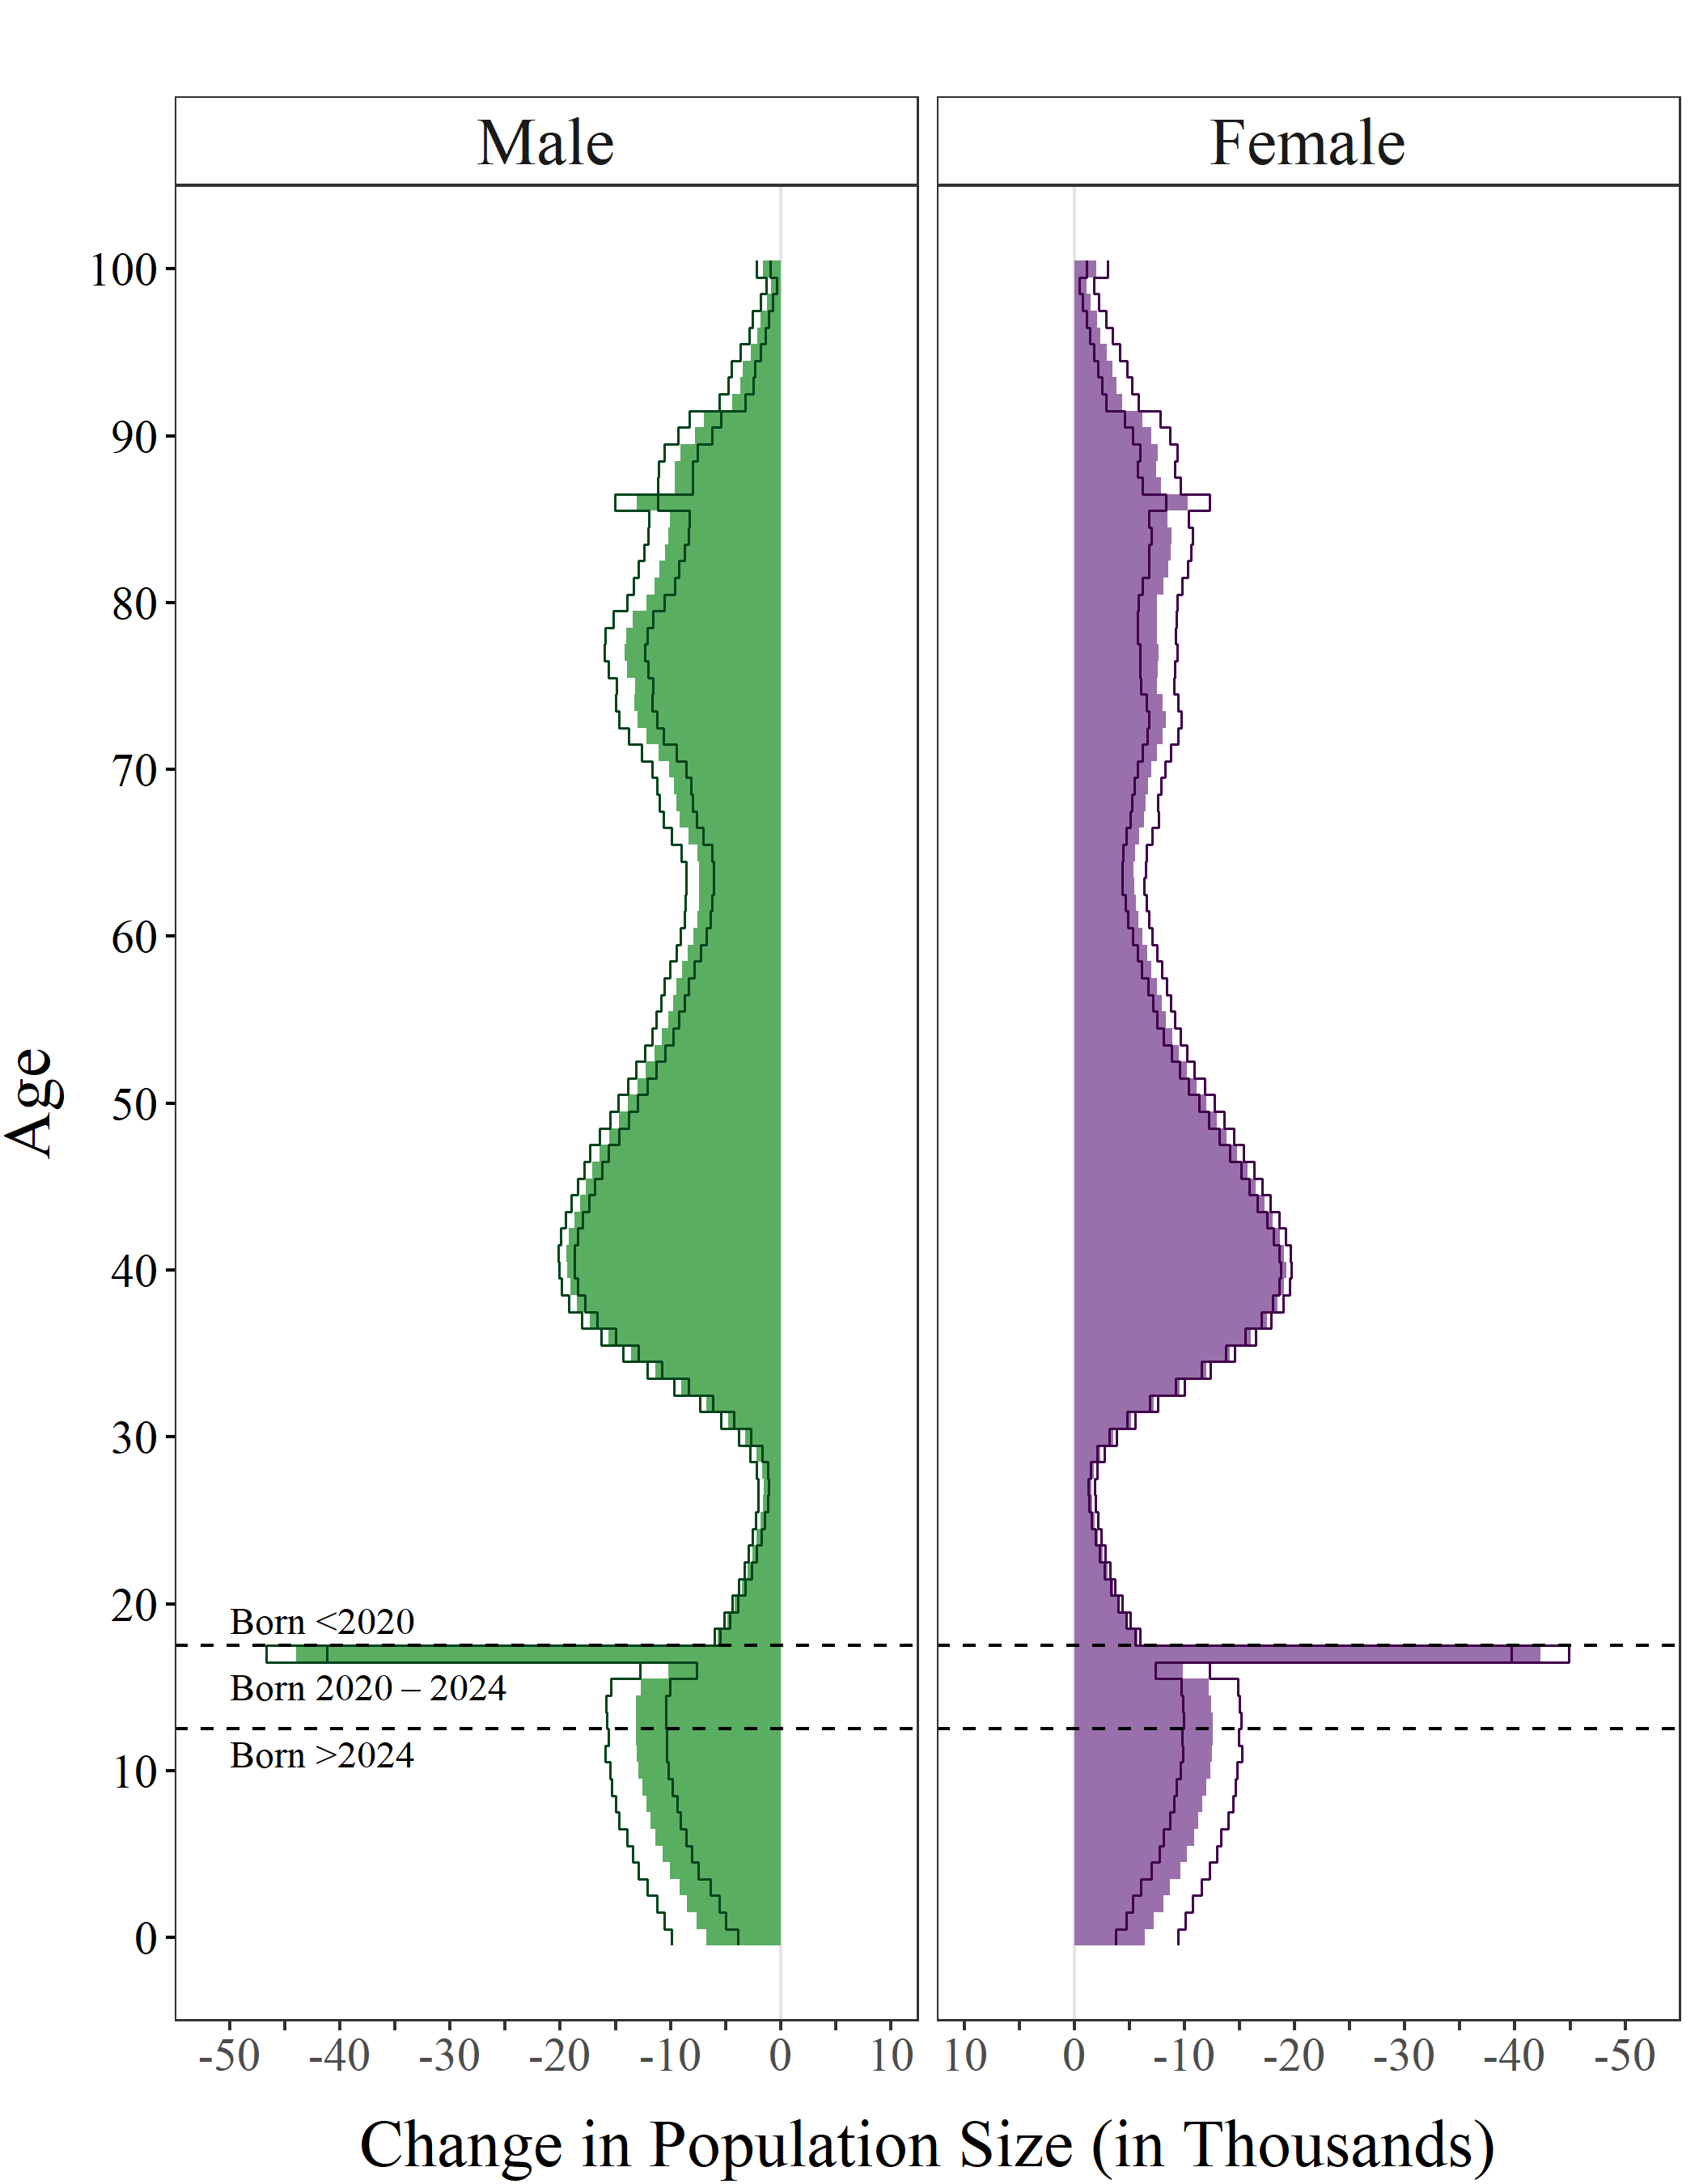 Male Female
100
90
80
70
60
50
40
30
20
10
0
Age
Born <2020
Born 2020 – 2024
Born >2024
-50 -40 -30 -20 -10 0 10 10 0 -10 -20 -30 -40 -50
Change in Population Size (in Thousands)